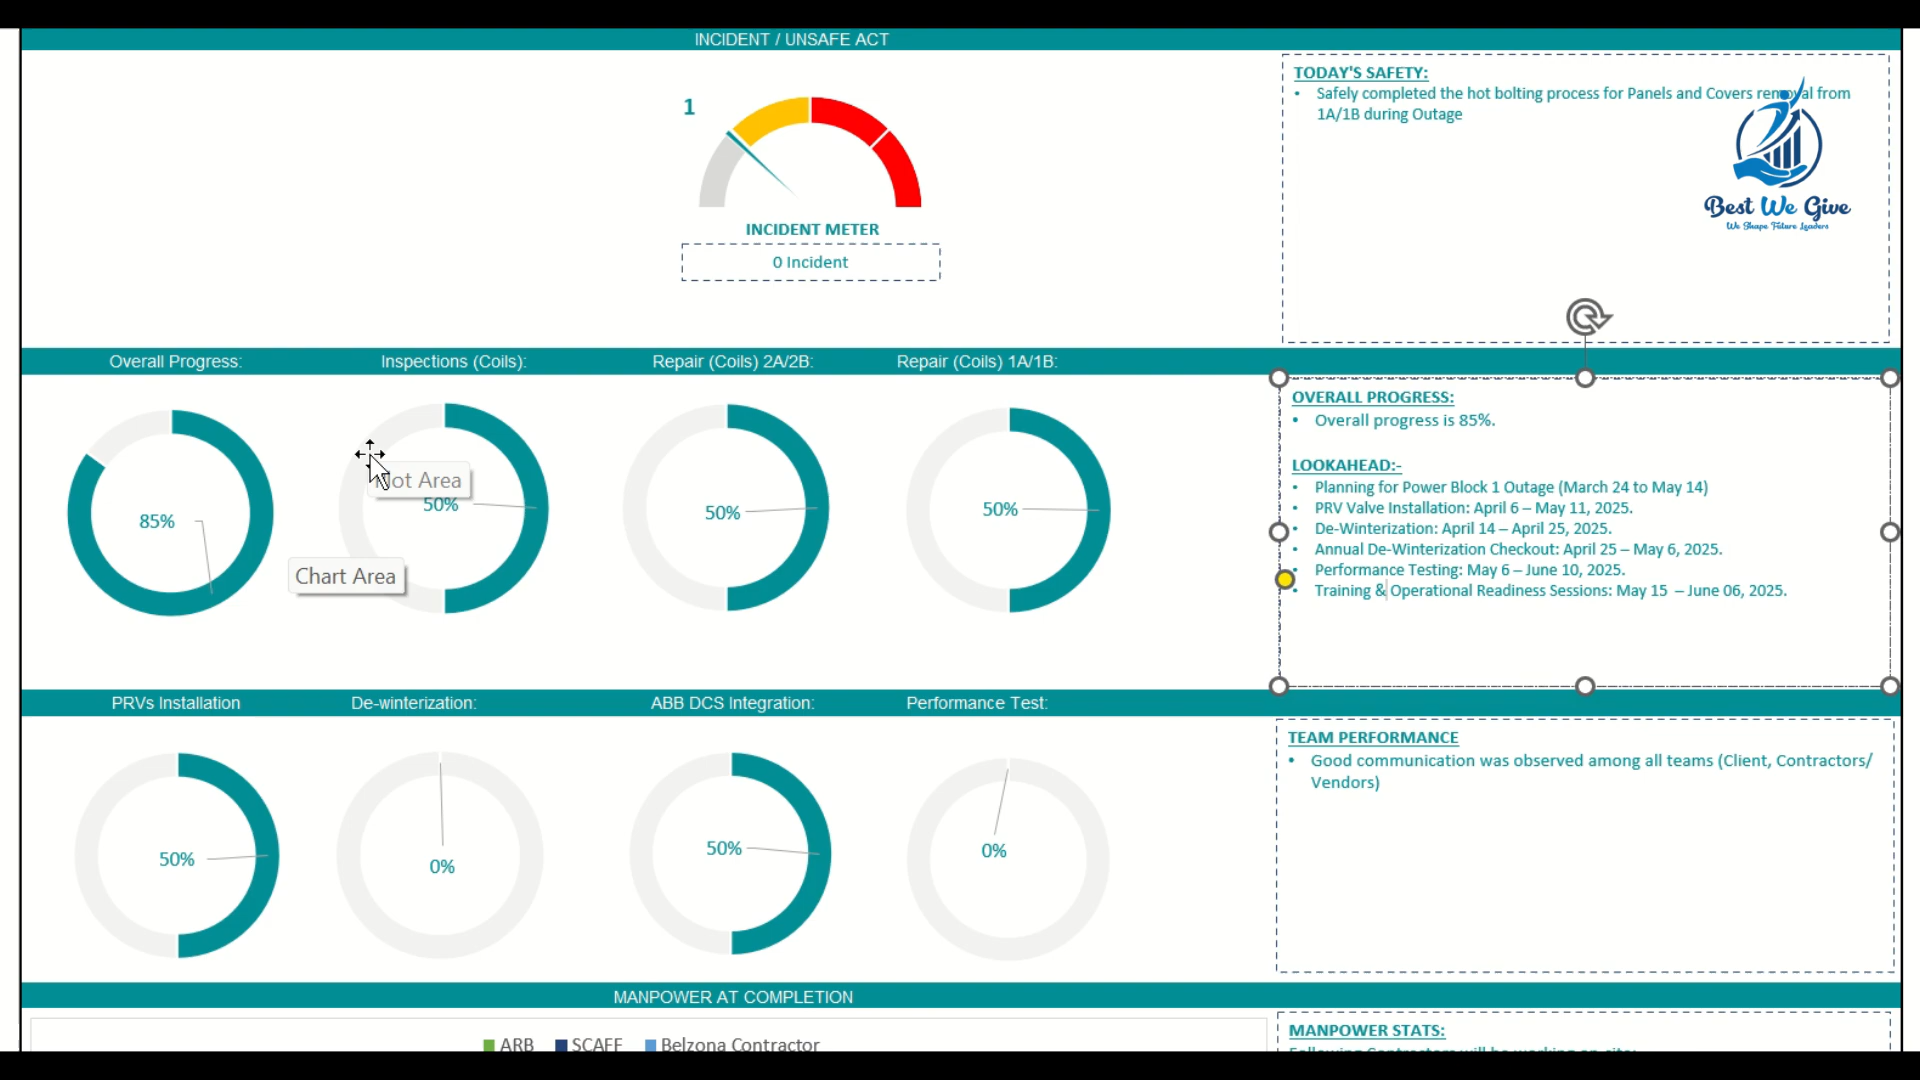 INCIDENT / UNSAFE ACT
1
INCIDENT METER
0 Incident
TODAY'S SAFETY:
• Safely completed the hot bolting process for Panels and Covers removal from
1A/1B during Outage
Best We Give
We Shape Future Leaders
Overall Progress:
Inspections (Coils):
Repair (Coils) 2A/2B:
Repair (Coils) 1A/1B:
85%
Area
50%
Chart Area
50%
50%
OVERALL PROGRESS:
• Overall progress is 85%.
LOOKAHEAD:-
• Planning for Power Block 1 Outage (March 24 to May 14)
• PRV Valve Installation: April 6 – May 11, 2025.
• De-Winterization: April 14 – April 25, 2025.
• Annual De-Winterization Checkout: April 25 – May 6, 2025.
• Performance Testing: May 6 – June 10, 2025.
• Training & Operational Readiness Sessions: May 15 – June 06, 2025.
PRVs Installation
De-winterization:
ABB DCS Integration:
Performance Test:
50%
0%
50%
0%
TEAM PERFORMANCE
• Good communication was observed among all teams (Client, Contractors/
Vendors)
MANPOWER AT COMPLETION
ARB
SCAFF
Belzona Contractor
MANPOWER STATS: